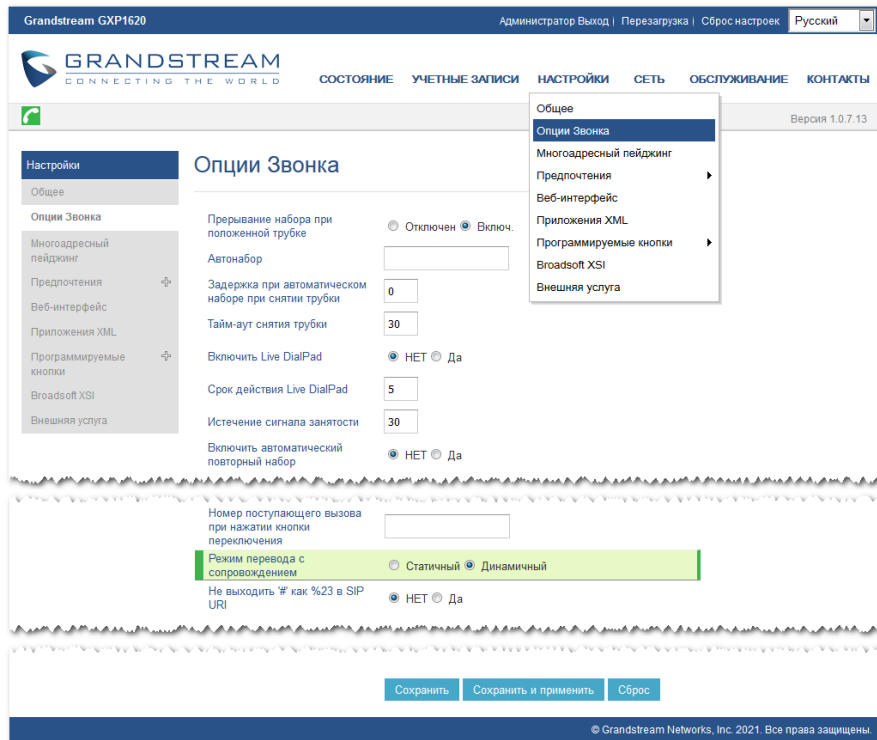 Grandstream GXP1620
Администратор Выход | Перезагрузка | Сброс настроек Русский
GRANDSTREAM
CONNECTING THE WORLD
СОСТОЯНИЕ УЧЕТНЫЕ ЗАПИСИ НАСТРОЙКИ СЕТЬ ОБСЛУЖИВАНИЕ КОНТАКТЫ
Версия 1.0.7.13
Общее
Опции Звонка
Многоадресный пейджинг
Предпочтения
Веб-интерфейс
Приложения XML
Программируемые кнопки
Broadsoft XSI
Внешняя услуга
Настройки
Общее
Опции Звонка
Многоадресный
пейджинг
Предпочтения
Веб-интерфейс
Приложения XML
Программируемые
кнопки
Broadsoft XSI
Внешняя услуга
Опции Звонка
Прерывание набора при
положенной трубке
Отключен Включ.
Автонабор
Задержка при автоматическом
наборе при снятии трубки
0
Тайм-аут снятия трубки 30
Включить Live DialPad НЕТ Да
Срок действия Live DialPad 5
Истечение сигнала занятости 30
Включить автоматический
повторный набор
НЕТ Да
Номер поступающего вызова
при нажатии кнопки
переключения
Режим перевода с
сопровождением
Статичный Динамичный
Не выходить '#' как %23 в SIP
URI
НЕТ Да
Сохранить Сохранить и применить Сброс
© Grandstream Networks, Inc. 2021. Все права защищены.